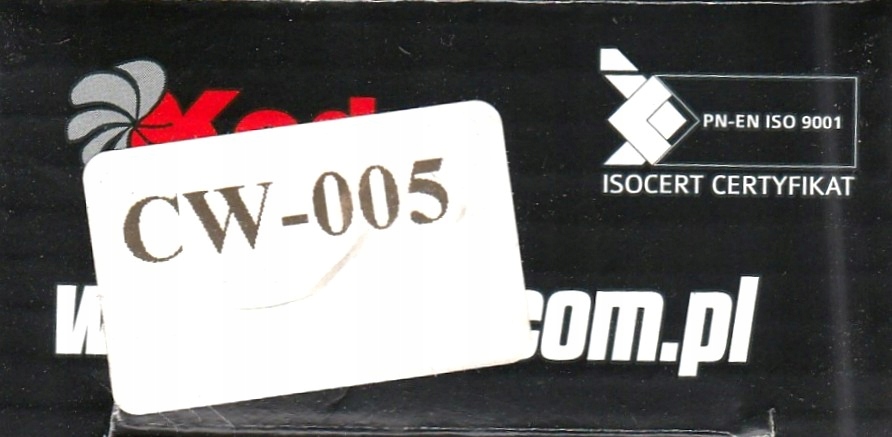 PN-EN ISO 9001
ISOCERT CERTYFIKAT
CW-005
com.pl